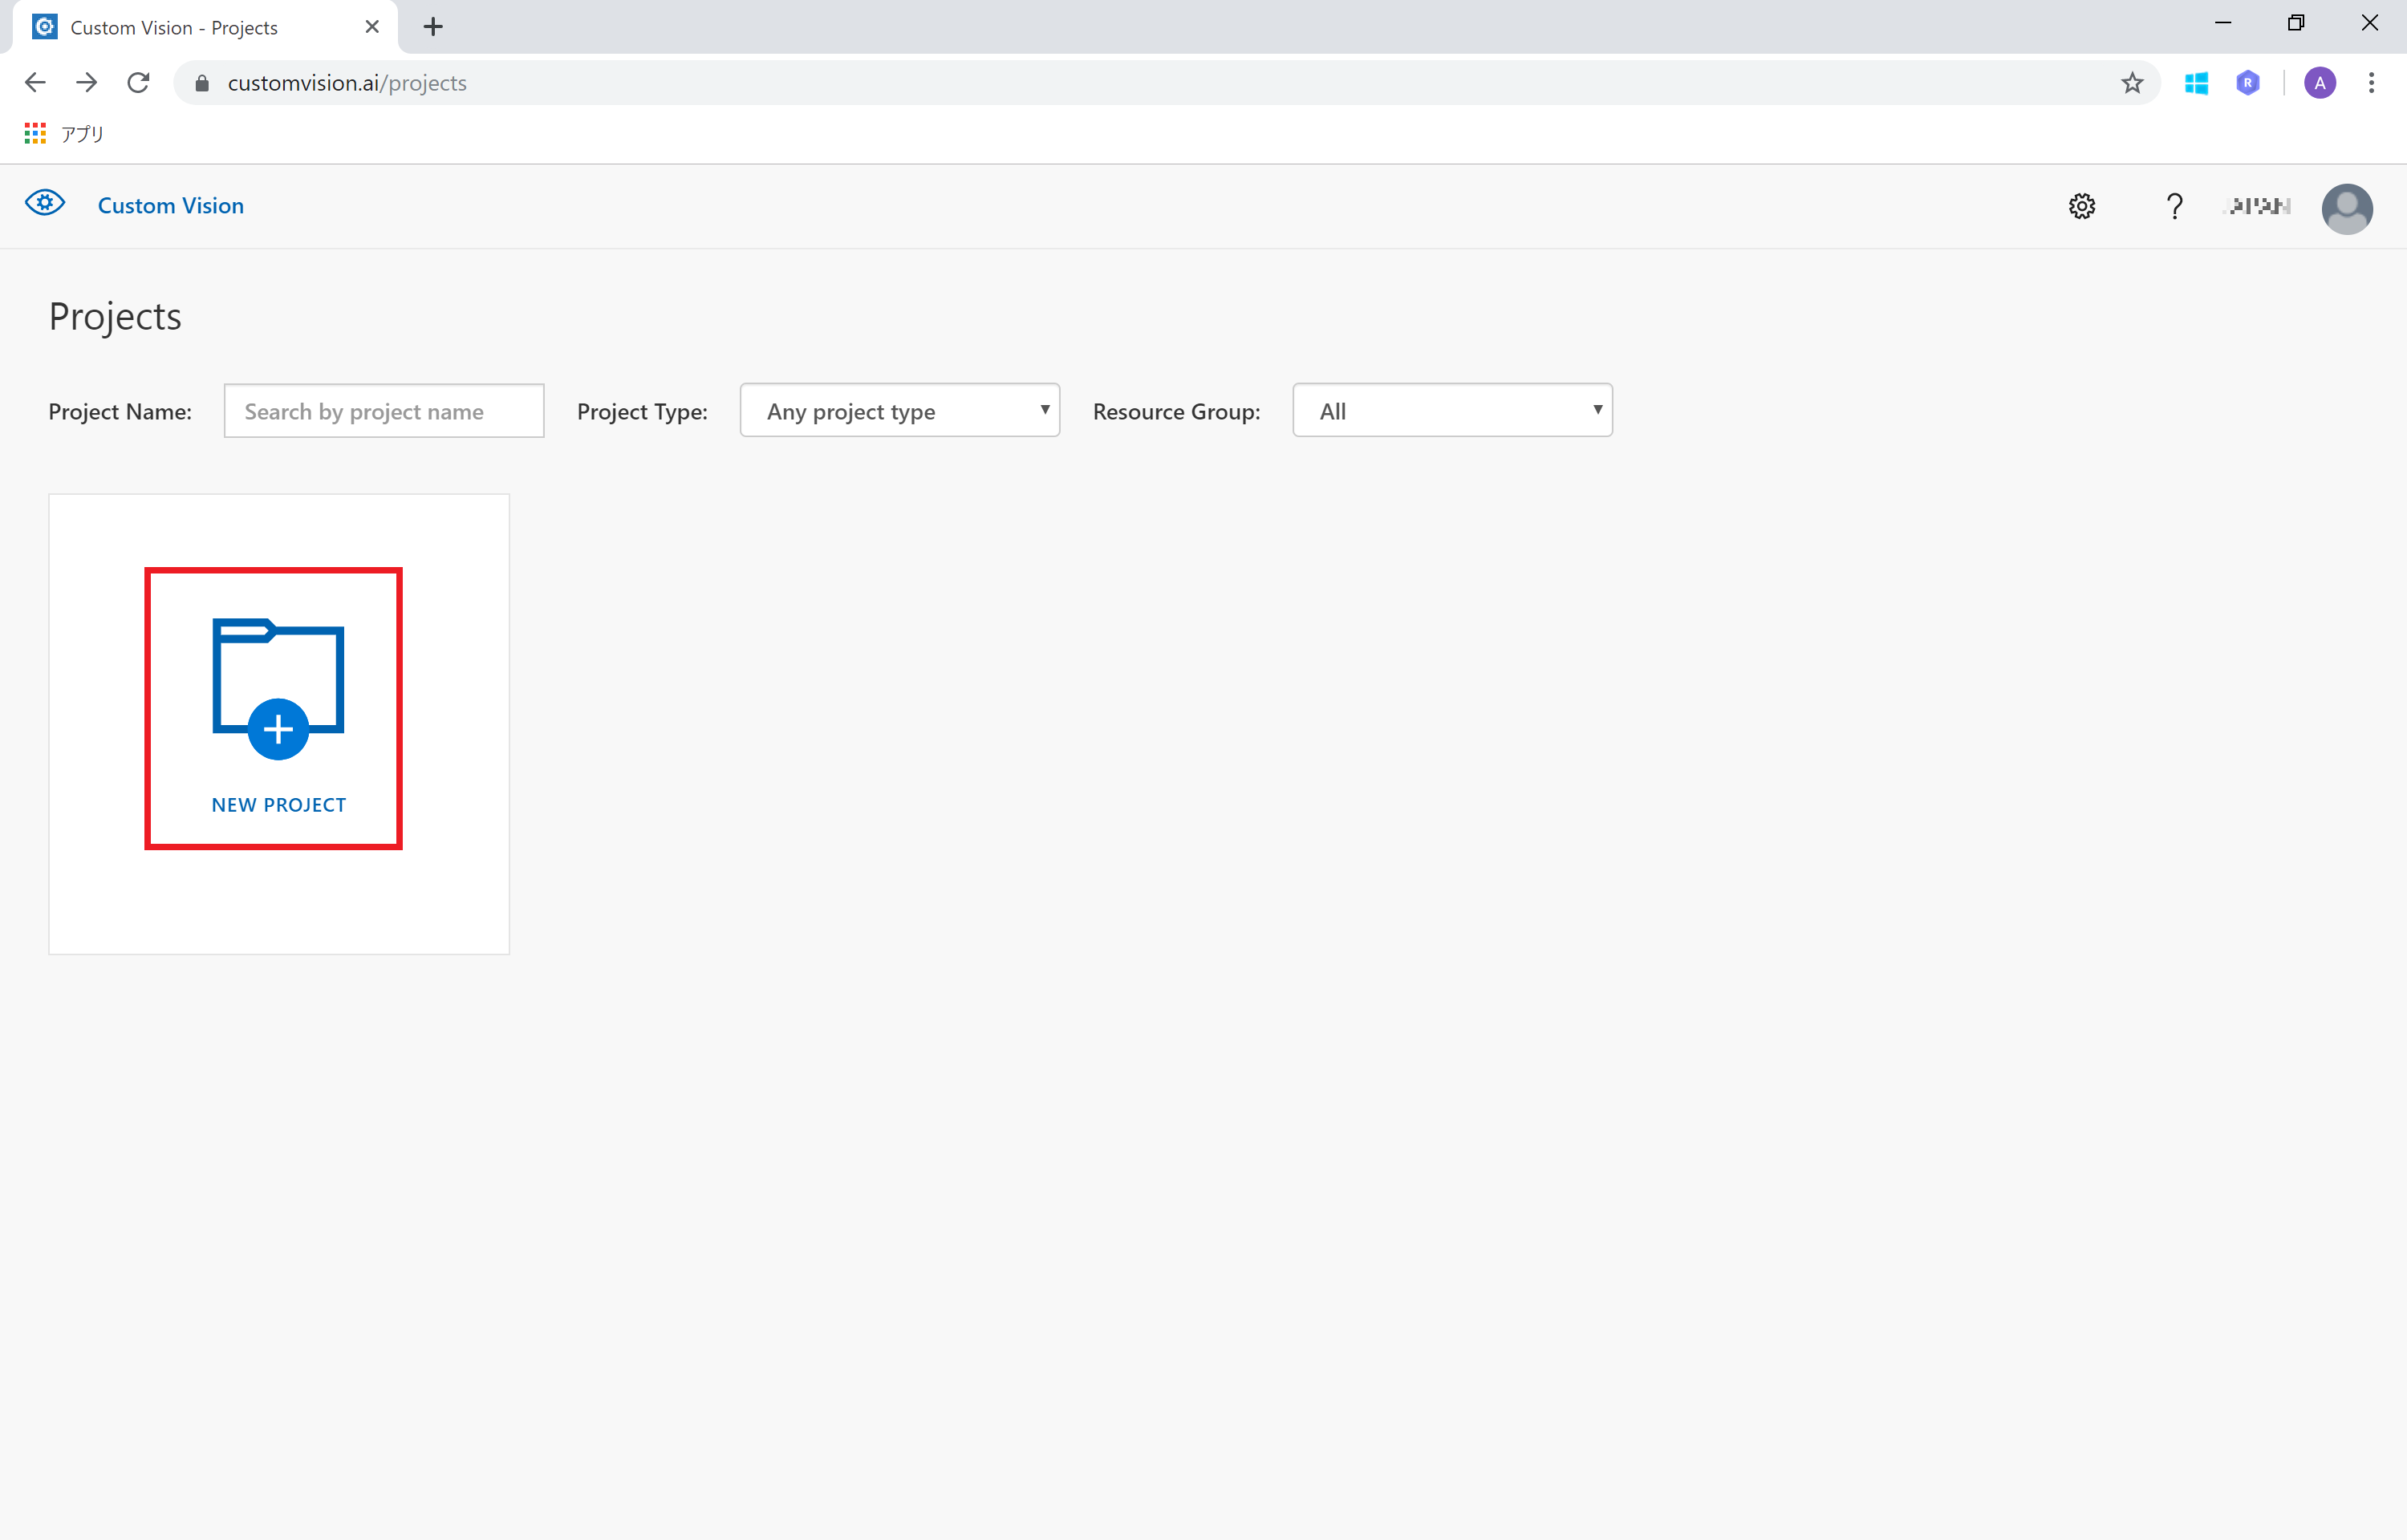 Custom Vision - Projects
customvision.ai/projects
R
A
アプリ
Custom Vision
?
Projects
Project Name: Search by project name Project Type: Any project type Resource Group: All
NEW PROJECT